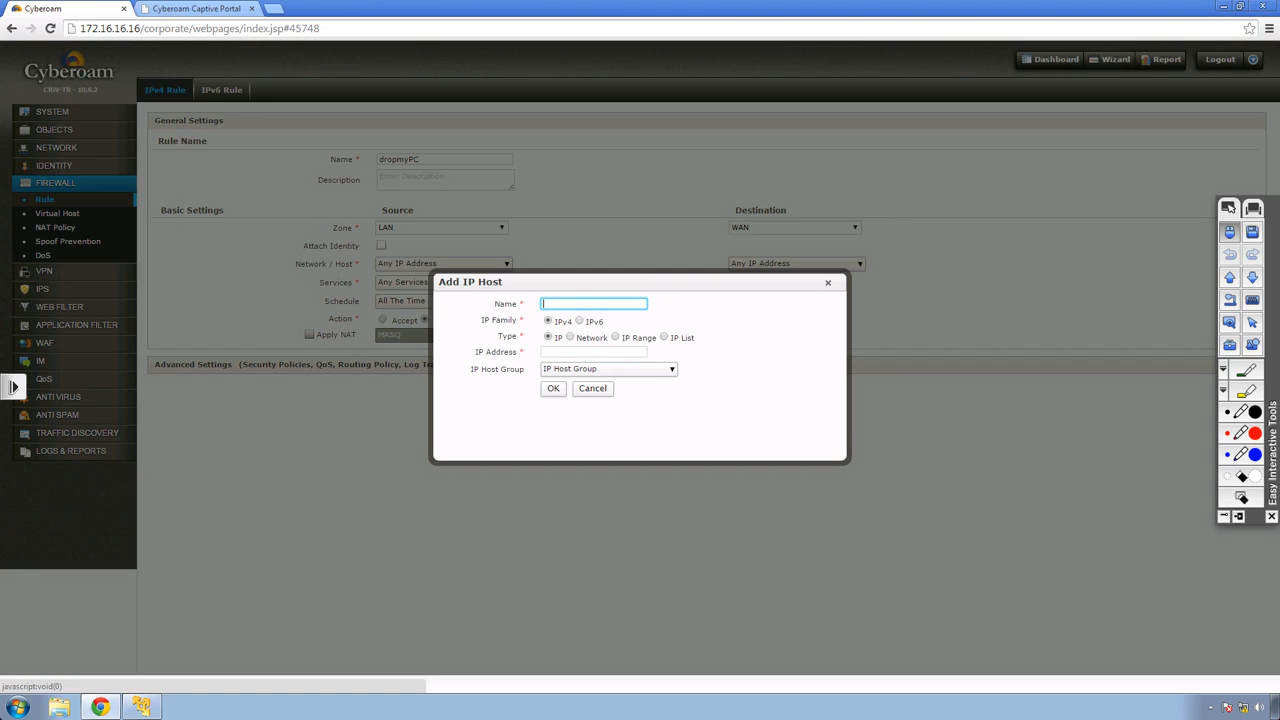 Cyberoam
Cyberoam Captive Portal
172.16.16.16/corporate/webpages/index.jsp#45748
Cyberoam
Dashboard
Wizard
Report
Logout
IPv4 Rule
IPv6 Rule
SYSTEM
OBJECTS
NETWORK
IDENTITY
FIREWALL
Rule
Virtual Host
NAT Policy
Spoof Prevention
DoS
VPN
IPS
WEB FILTER
APPLICATION FILTER
WAF
IM
QoS
ANTI VIRUS
ANTI SPAM
TRAFFIC DISCOVERY
LOGS & REPORTS
General Settings
Rule Name
Name * dropmyPC
Description Enter Description
Basic Settings Source Destination
Zone * LAN WAN
Attach Identity
Network / Host * Any IP Address Any IP Address
Services * Any Services
Schedule All The Time
Action * Accept
Apply NAT MASQ
Advanced Settings (Security Policies, QoS, Routing Policy, Log Tra
Add IP Host
Name *
IP Family * IPv4 IPv6
Type * IP Network IP Range IP List
IP Address *
IP Host Group IP Host Group
OK Cancel
Easy Interactive Tools
javascript:void(0)